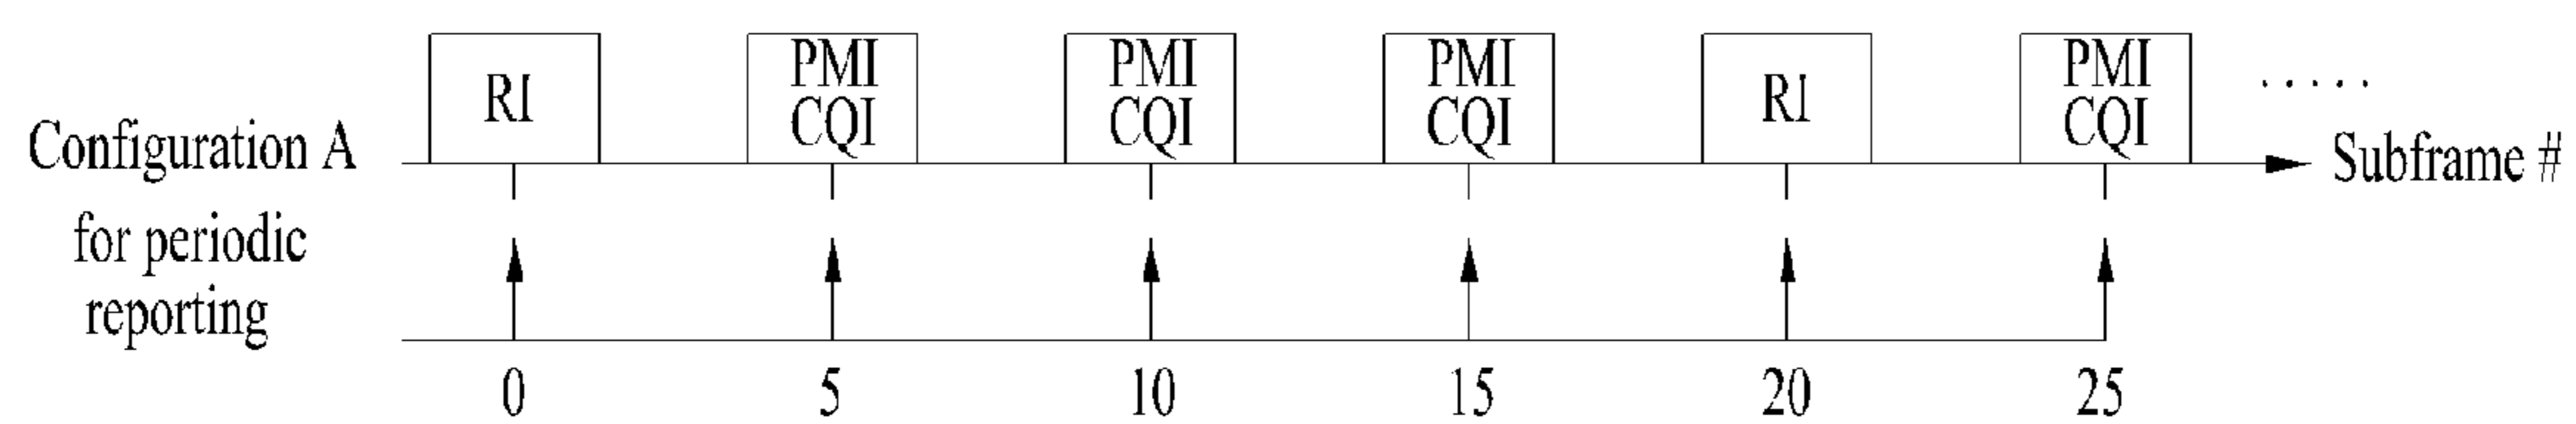 RI
PMI
CQI
PMI
CQI
PMI
CQI
RI
PMI
CQI
.....
Configuration A
for periodic
reporting
Subframe #
0 5 10 15 20 25